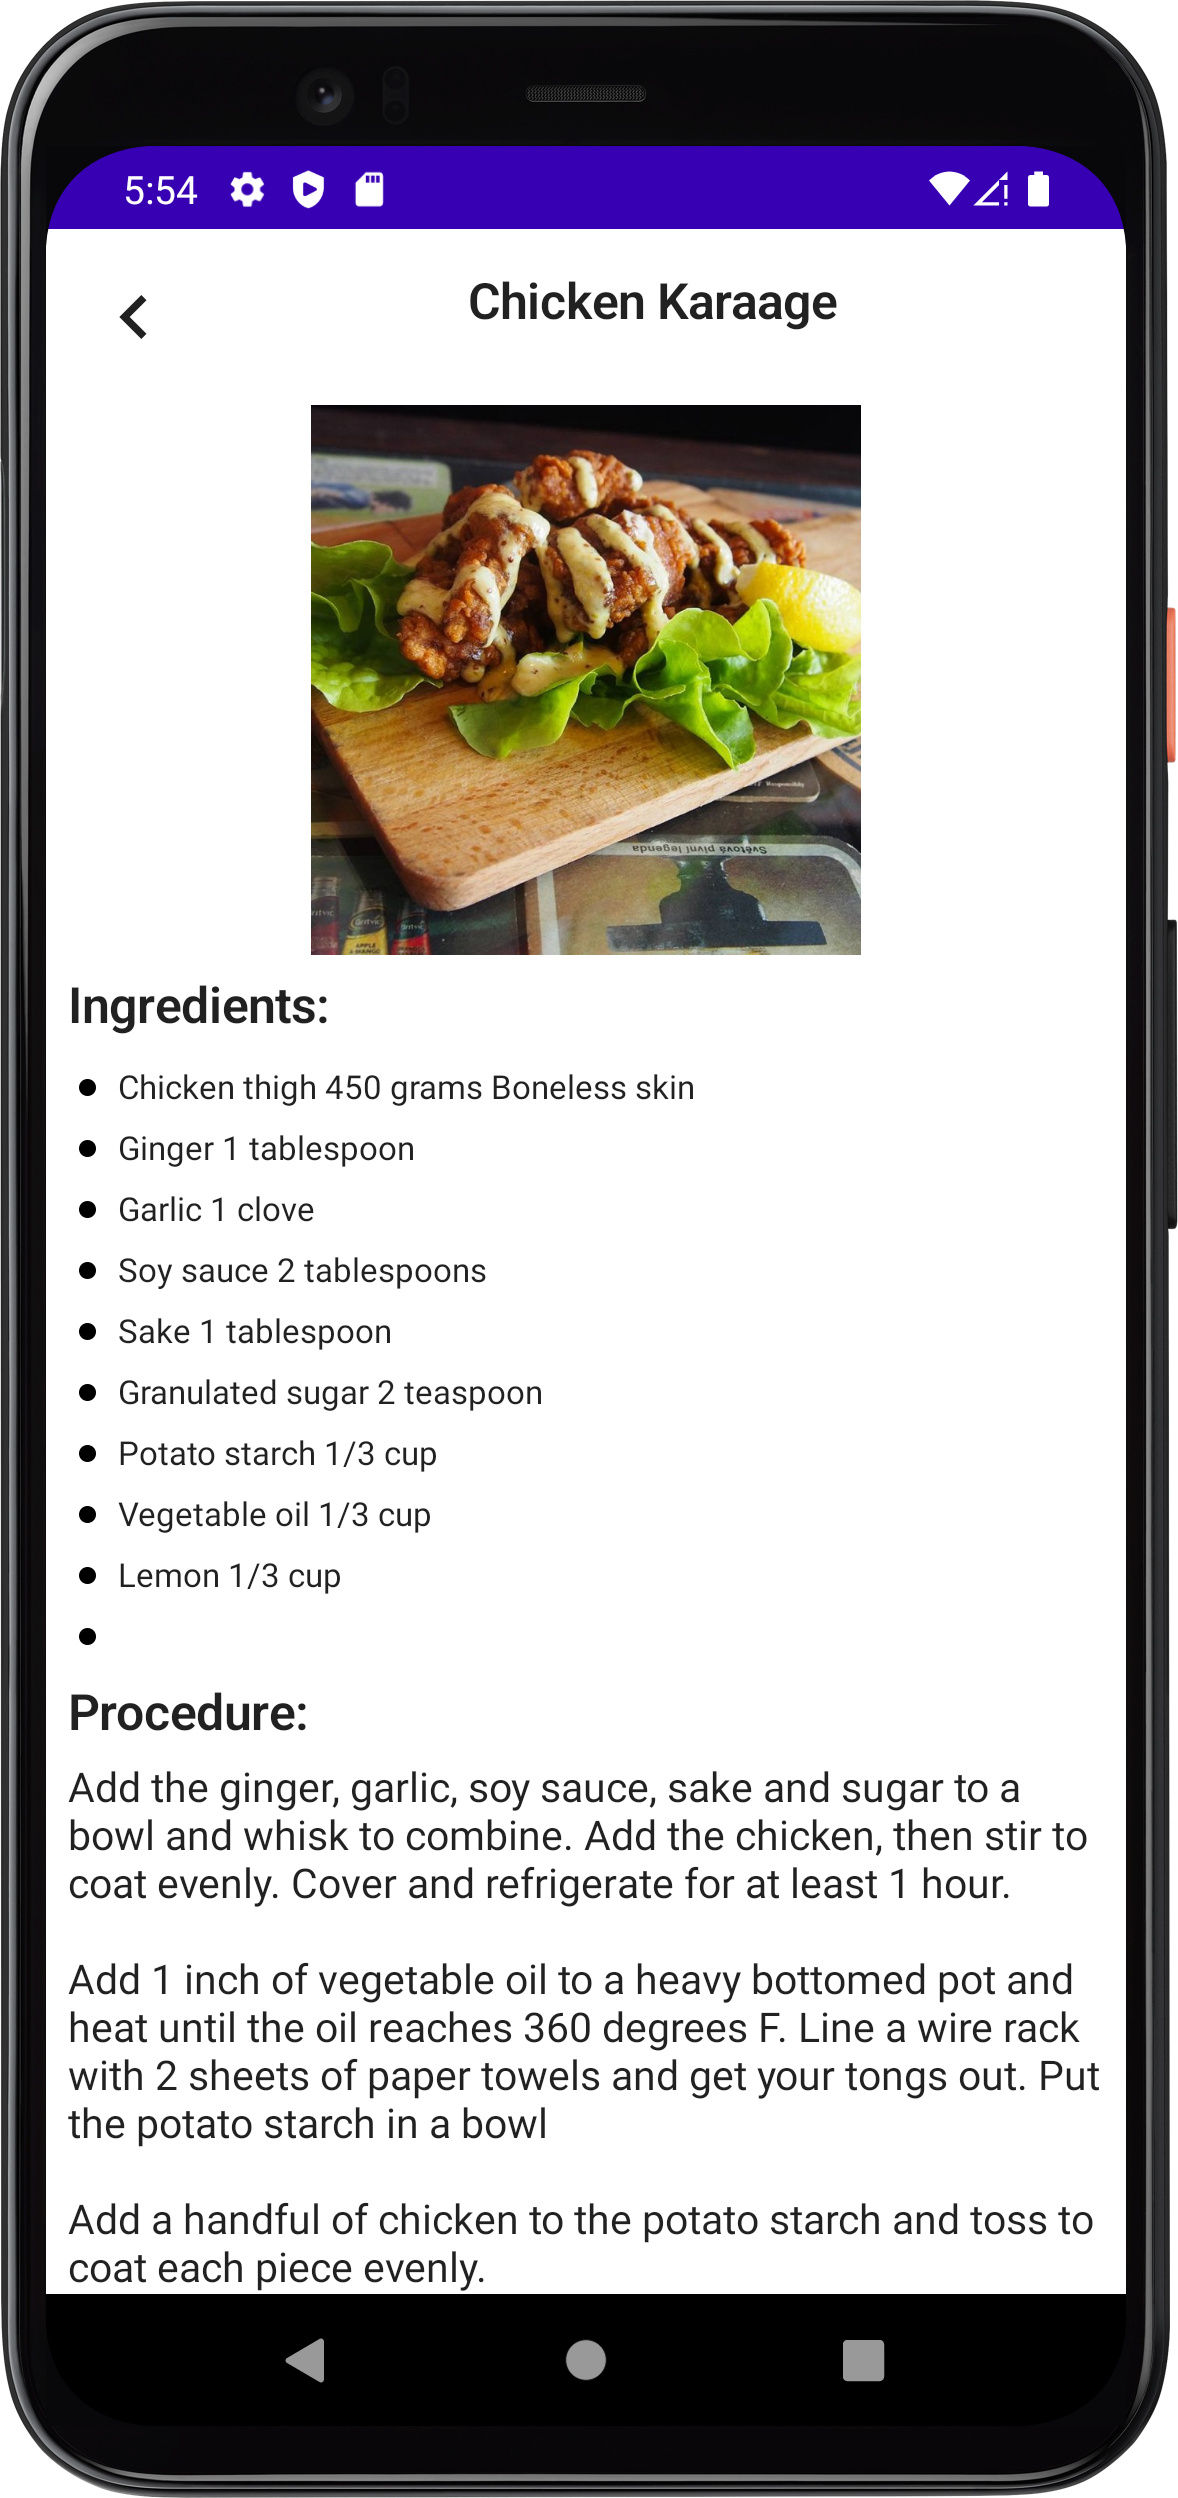 5:54
Chicken Karaage
Responsibly
Světová pivní legenda
APPLE
& MANGO
Ingredients:
Chicken thigh 450 grams Boneless skin
Ginger 1 tablespoon
Garlic 1 clove
Soy sauce 2 tablespoons
Sake 1 tablespoon
Granulated sugar 2 teaspoon
Potato starch 1/3 cup
Vegetable oil 1/3 cup
Lemon 1/3 cup
Procedure:
Add the ginger, garlic, soy sauce, sake and sugar to a
bowl and whisk to combine. Add the chicken, then stir to
coat evenly. Cover and refrigerate for at least 1 hour.
Add 1 inch of vegetable oil to a heavy bottomed pot and
heat until the oil reaches 360 degrees F. Line a wire rack
with 2 sheets of paper towels and get your tongs out. Put
the potato starch in a bowl
Add a handful of chicken to the potato starch and toss to
coat each piece evenly.